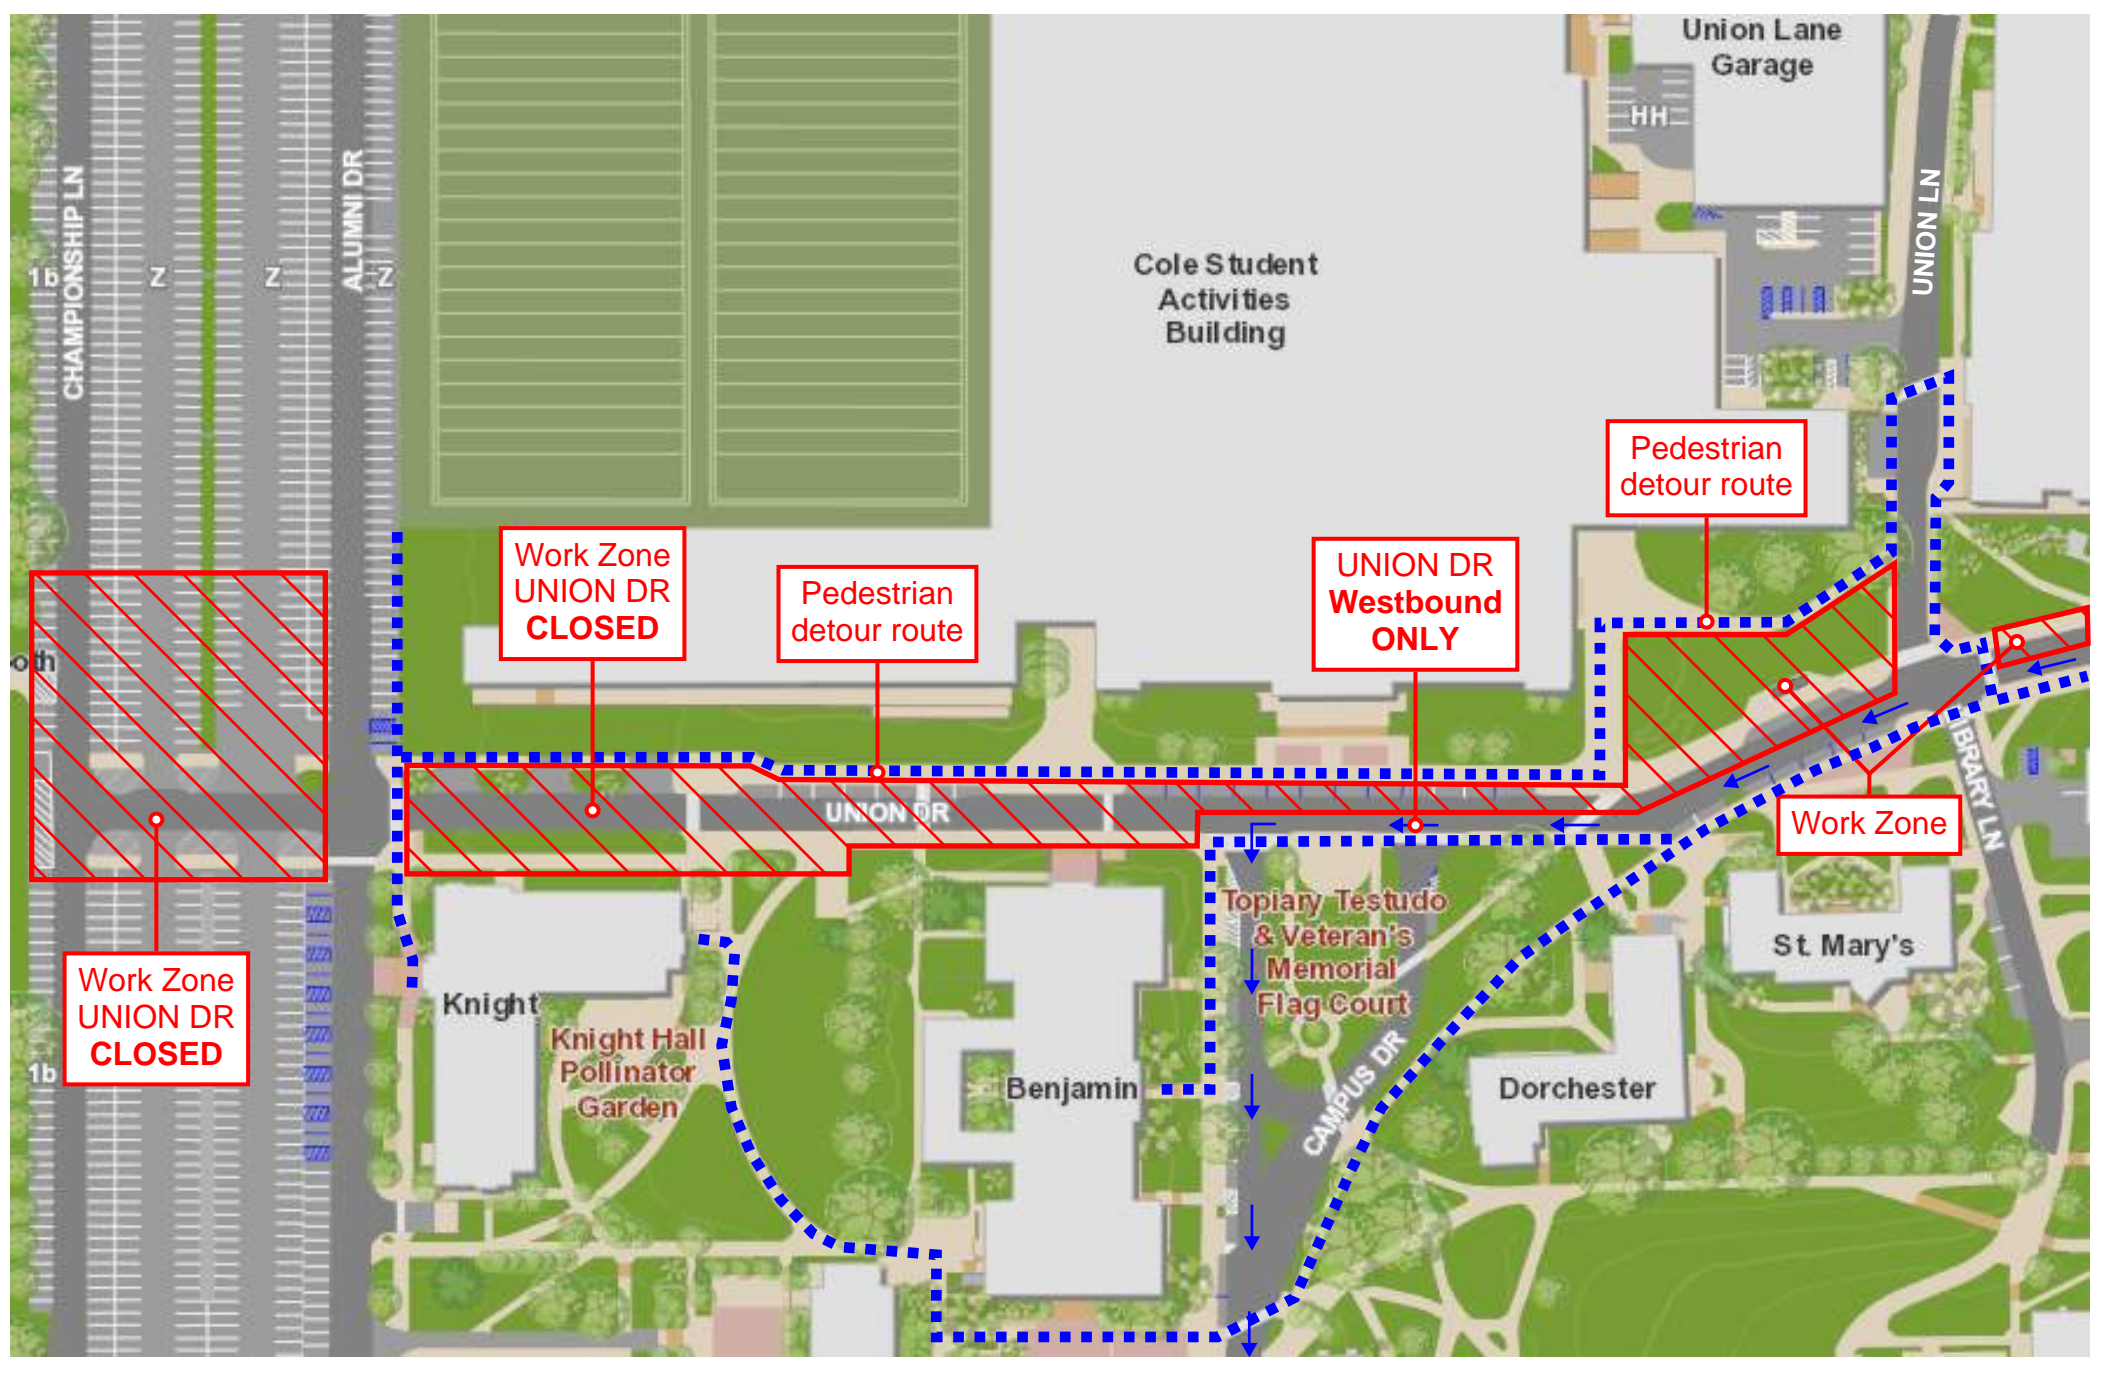 Union Lane
Garage
HH
UNION LN
CHAMPIONSHIP LN
ALUMNI DR
1b
Z
Z
Z
Cole Student
Activities
Building
Pedestrian
detour route
Work Zone
UNION DR
CLOSED
Pedestrian
detour route
UNION DR
Westbound
ONLY
oth
UNION DR
Work Zone
BRARY LN
Topiary Testudo
& Veteran's
Memorial
Flag Court
St. Mary's
Work Zone
UNION DR
CLOSED
Knight
Knight Hall
Pollinator
Garden
1b
Benjamin
CAMPUS DR
Dorchester